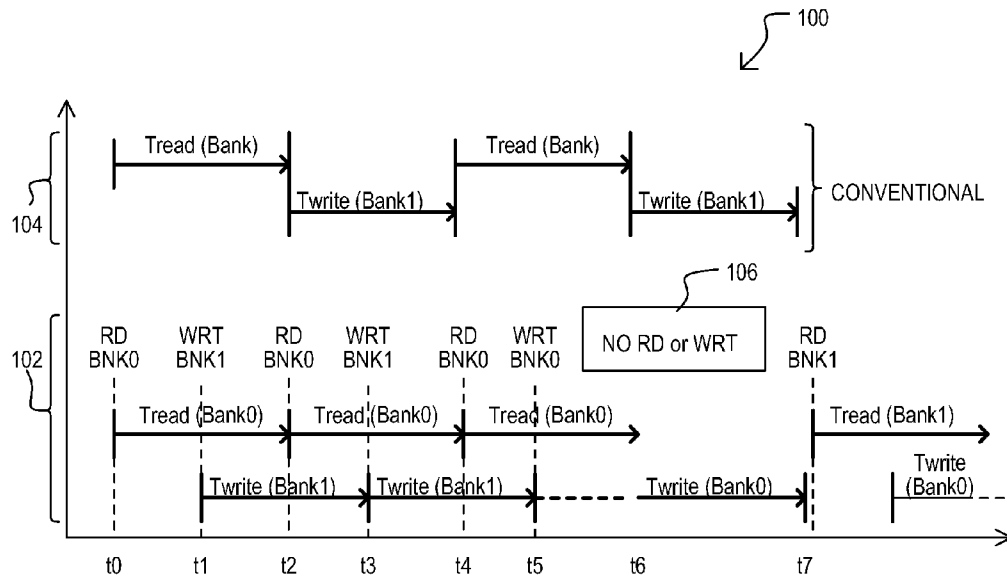 100
Tread (Bank)
Tread (Bank)
Twrite (Bank1)
Twrite (Bank1)
CONVENTIONAL
104
106
NO RD or WRT
102
RD
BNK0
WRT
BNK1
RD
BNK0
WRT
BNK1
RD
BNK0
WRT
BNK0
RD
BNK1
Tread (Bank0)
Tread (Bank0)
Tread (Bank0)
Tread (Bank1)
Twrite (Bank1)
Twrite (Bank1)
Twrite (Bank0)
Twrite
(Bank0)
t0 t1 t2 t3 t4 t5 t6 t7